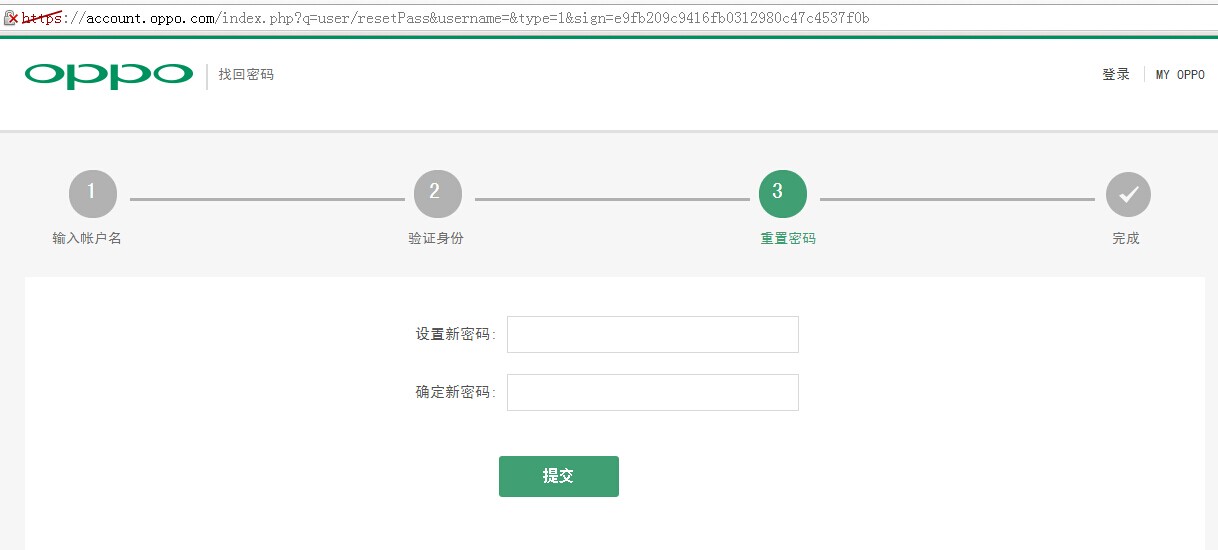 https://account.oppo.com/index.php?q=user/resetPass&username=&type=1&sign=e9fb209c9416fb0312980c47c4537f0b
oppo 找回密码 登录 MY OPPO
1 2 3
输入帐户名 验证身份 重置密码 完成
设置新密码:
确定新密码:
提交